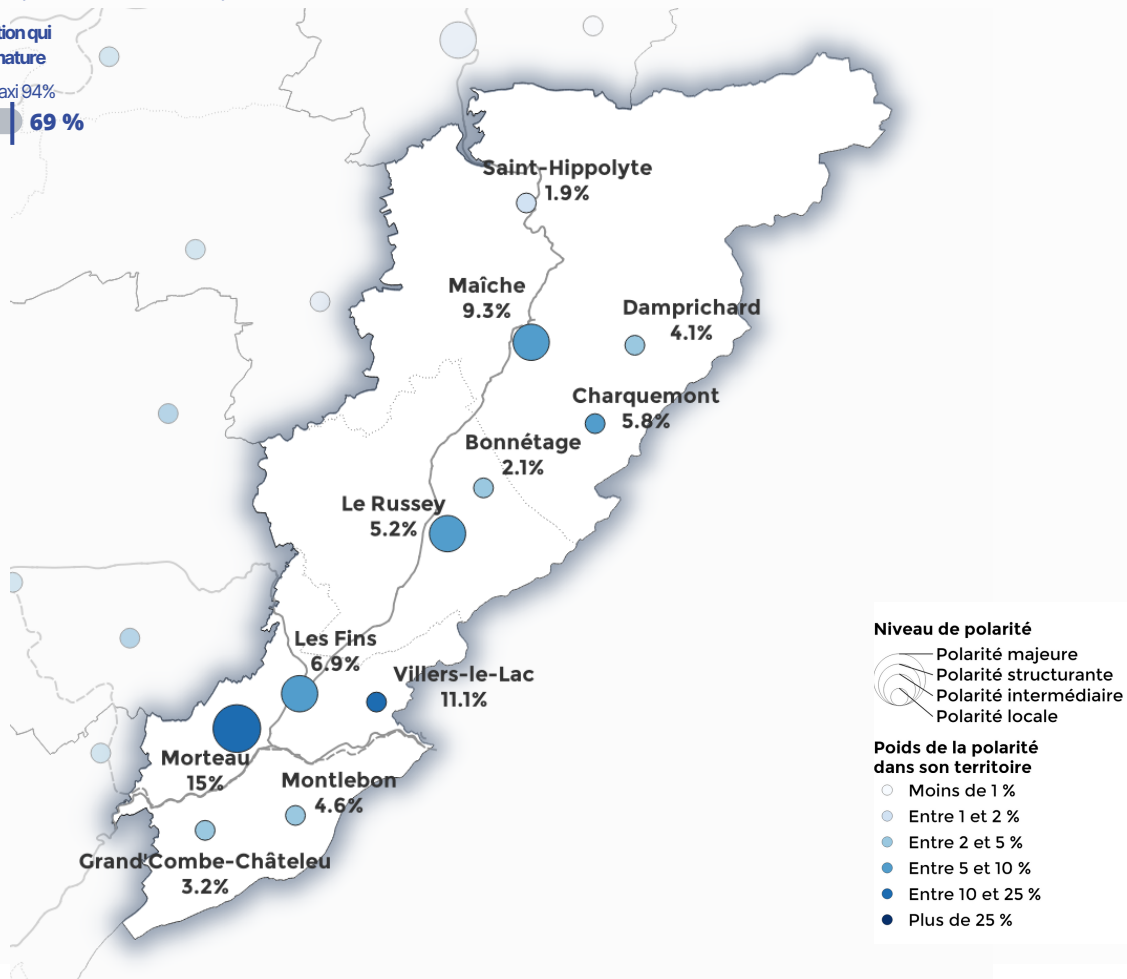 tion qui
nature
axi 94%
69 %
Saint-Hippolyte
1.9%
Maîche
9.3%
Damprichard
4.1%
Charquemont
5.8%
Bonnétage
2.1%
Le Russey
5.2%
Les Fins
6.9%
Villers-le-Lac
11.1%
Morteau
15%
Montlebon
4.6%
Grand'Combe-Châteleu
3.2%
Niveau de polarité
Polarité majeure
Polarité structurante
Polarité intermédiaire
Polarité locale
Poids de la polarité
dans son territoire
Moins de 1 %
Entre 1 et 2 %
Entre 2 et 5 %
Entre 5 et 10 %
Entre 10 et 25 %
Plus de 25 %